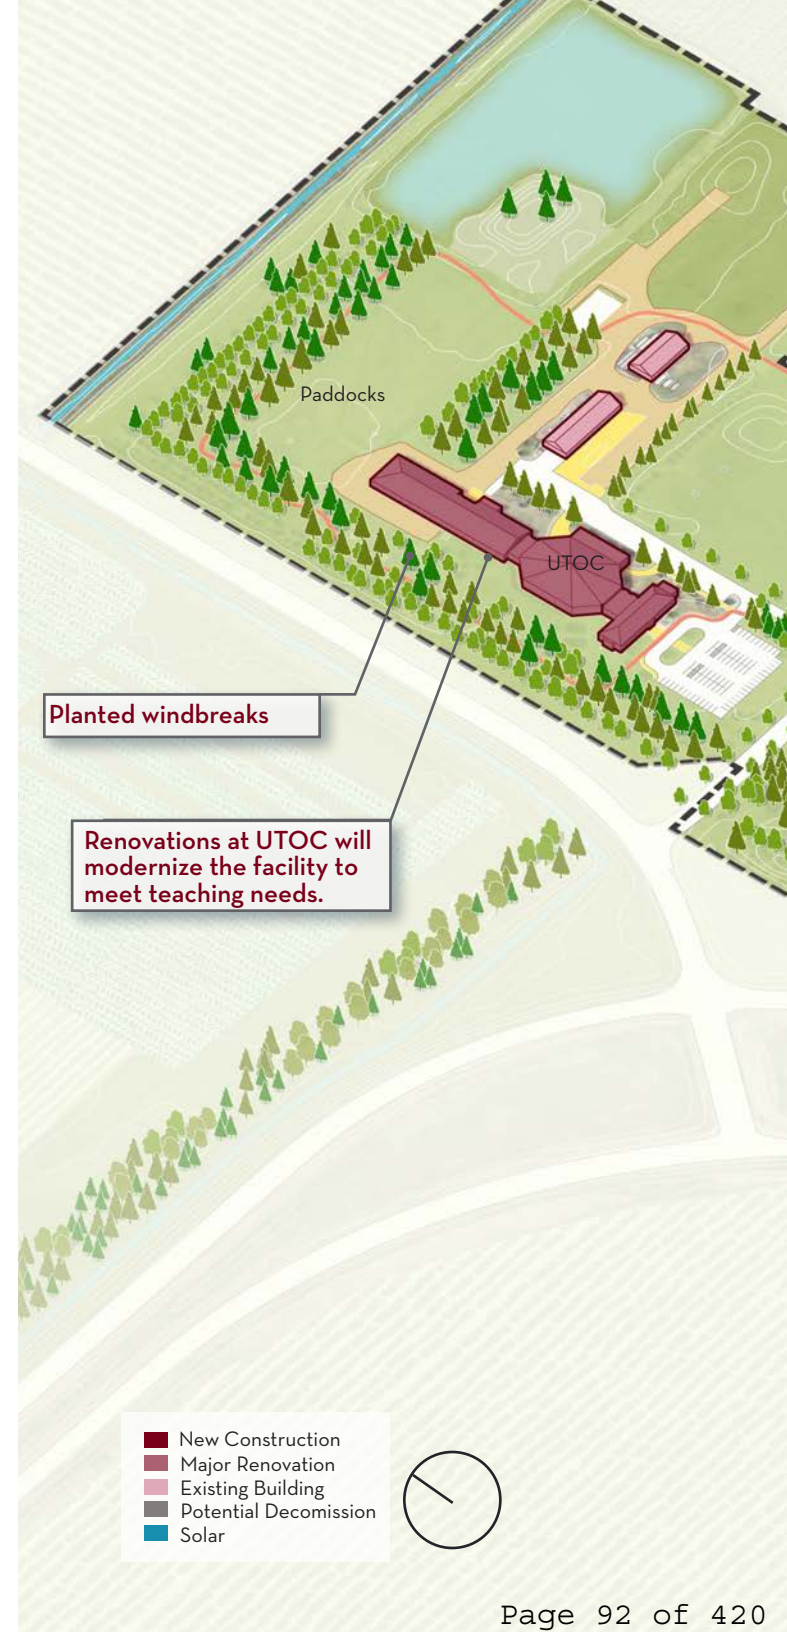 Paddocks
UTOC
Planted windbreaks
Renovations at UTOC will
modernize the facility to
meet teaching needs.
New Construction
Major Renovation
Existing Building
Potential Decomission
Solar
Page 92 of 420